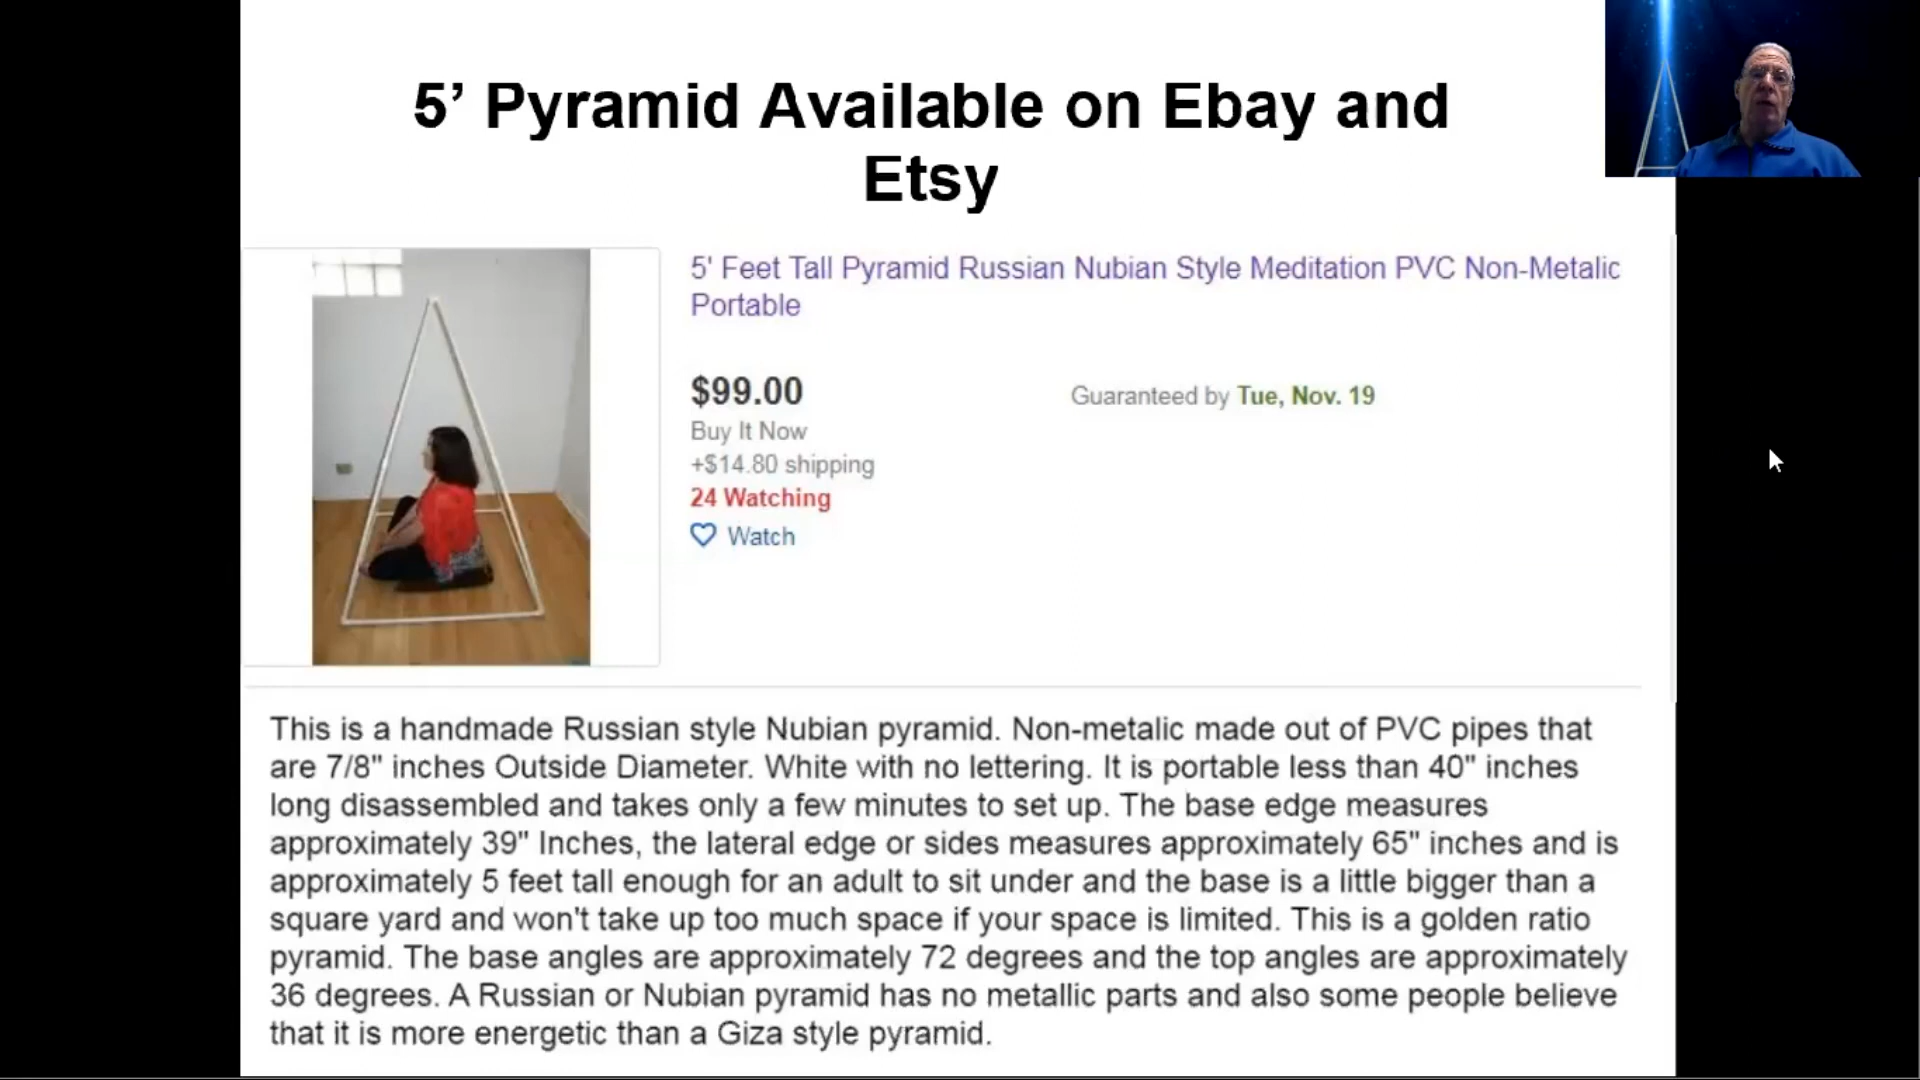 5’ Pyramid Available on Ebay and
Etsy
5' Feet Tall Pyramid Russian Nubian Style Meditation PVC Non-Metalic
Portable
$99.00
Guaranteed by Tue, Nov. 19
Buy It Now
+$14.80 shipping
24 Watching
Watch
This is a handmade Russian style Nubian pyramid. Non-metalic made out of PVC pipes that
are 7/8" inches Outside Diameter. White with no lettering. It is portable less than 40" inches
long disassembled and takes only a few minutes to set up. The base edge measures
approximately 39" Inches, the lateral edge or sides measures approximately 65" inches and is
approximately 5 feet tall enough for an adult to sit under and the base is a little bigger than a
square yard and won't take up too much space if your space is limited. This is a golden ratio
pyramid. The base angles are approximately 72 degrees and the top angles are approximately
36 degrees. A Russian or Nubian pyramid has no metallic parts and also some people believe
that it is more energetic than a Giza style pyramid.